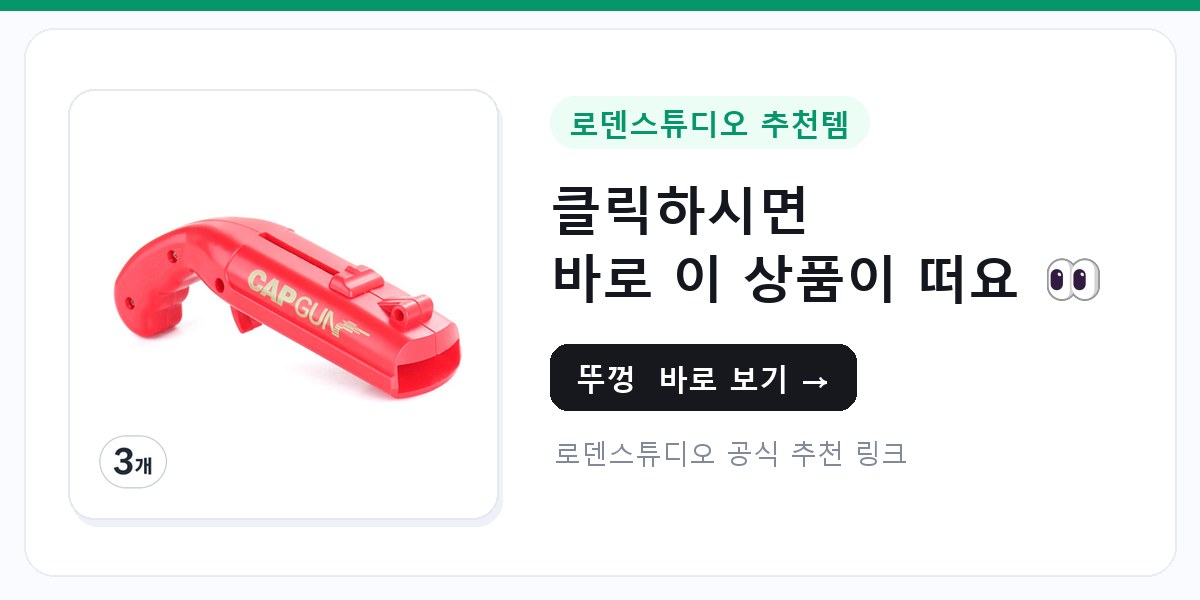 로덴스튜디오 추천템
클릭하시면
바로 이 상품이 떠요 👀
뚜껑 바로 보기 →
로덴스튜디오 공식 추천 링크
CAPGUN
3개